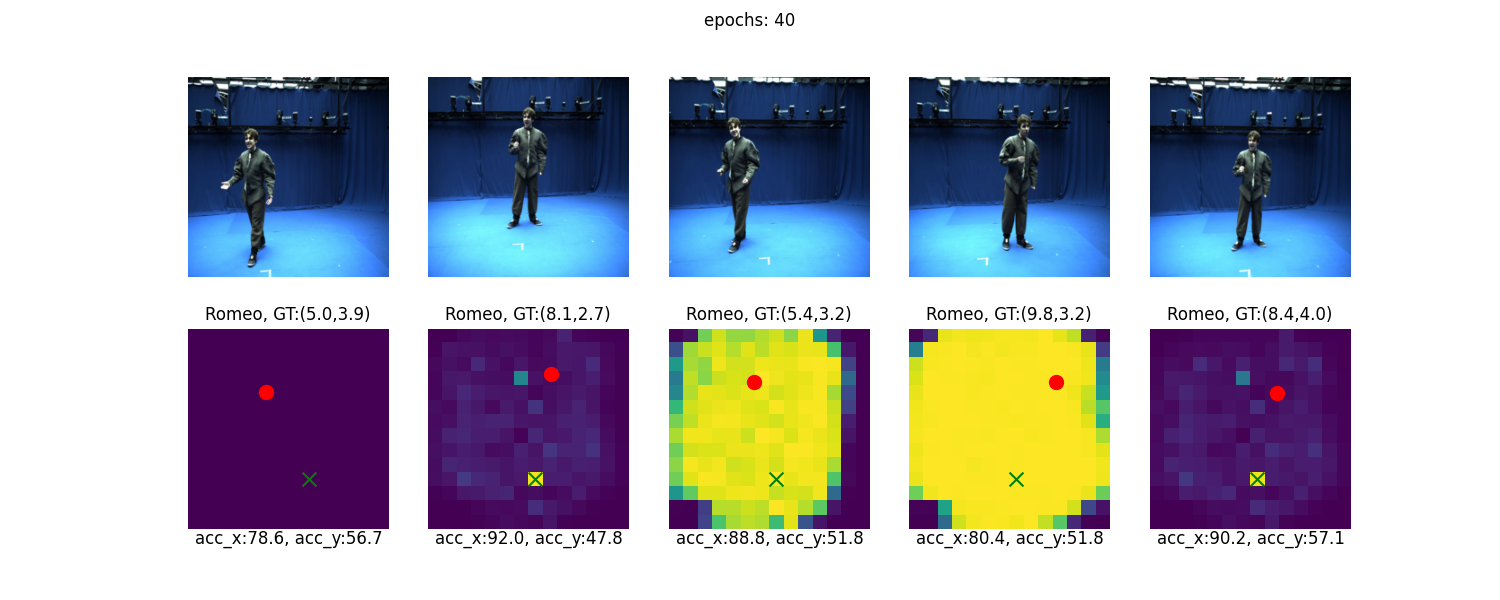 epochs: 40
Romeo, GT:(5.0,3.9)
Romeo, GT:(8.1,2.7)
Romeo, GT:(5.4,3.2)
Romeo, GT:(9.8,3.2)
Romeo, GT:(8.4,4.0)
acc_x:78.6, acc_y:56.7
acc_x:92.0, acc_y:47.8
acc_x:88.8, acc_y:51.8
acc_x:80.4, acc_y:51.8
acc_x:90.2, acc_y:57.1